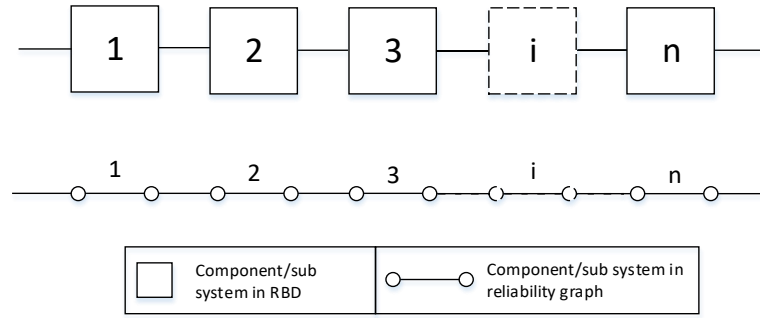 1 2 3 i n
1 2 3 i n
Component/sub
system in RBD
Component/sub system in
reliability graph